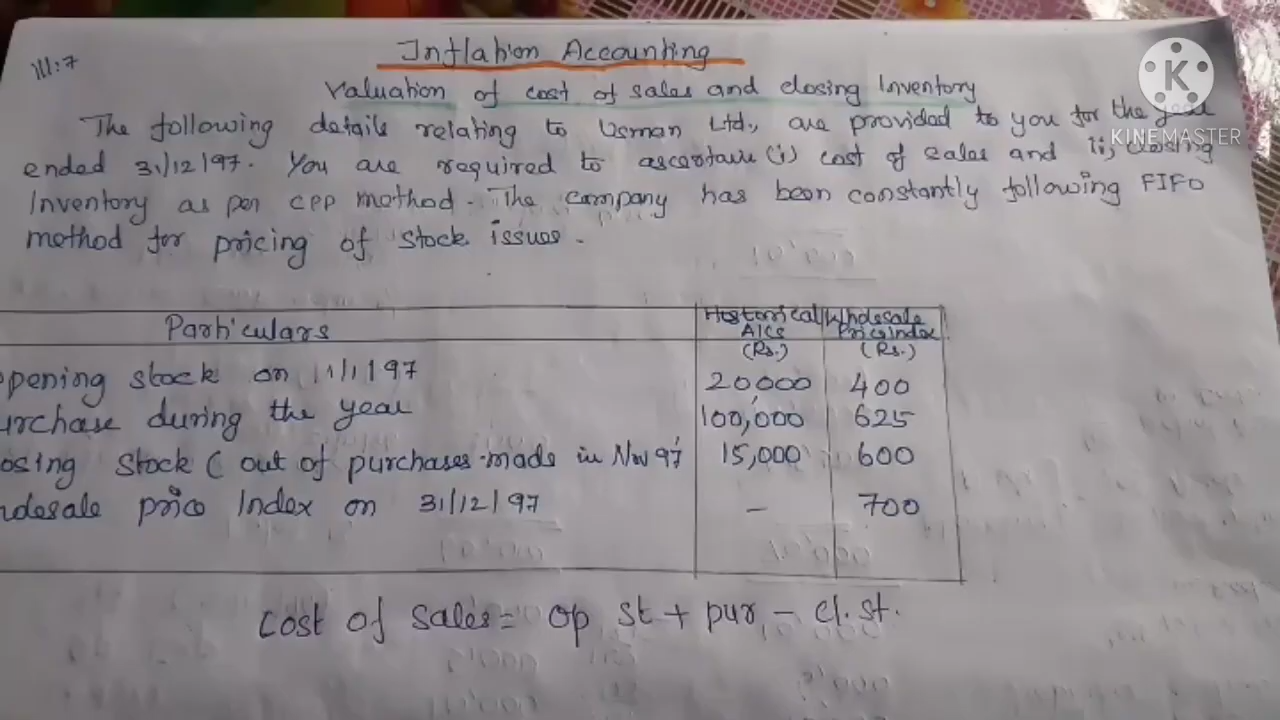 Ill:7
Inflation Accounting
Valuation of cost of sales and closing Inventory
The following details relating to Usman Ltd., are provided to you for the year
ended 31/12/97. You are required to ascertain (i) cost of sales and ii) closing
Inventory as per CPP method. The company has been constantly following FIFO
method for pricing of stock issues.
Particulars Historical A/Cs (Rs.) Wholesale Price Index (Rs.)
opening stock on 1/1/97 20,000 400
urchase during the year 100,000 625
osing stock ( out of purchases made in Nov 97 15,000 600
olesale price Index on 31/12/97 – 700
Cost of sales = op st + pur – cl. st.
K
KINEMASTER